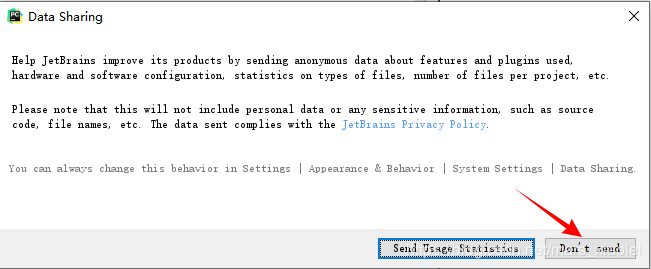 PC
Data Sharing
Help JetBrains improve its products by sending anonymous data about features and plugins used,
hardware and software configuration, statistics on types of files, number of files per project, etc.
Please note that this will not include personal data or any sensitive information, such as source
code, file names, etc. The data sent complies with the JetBrains Privacy Policy.
You can always change this behavior in Settings | Appearance & Behavior | System Settings | Data Sharing.
Send Usage Statistics
Don't send